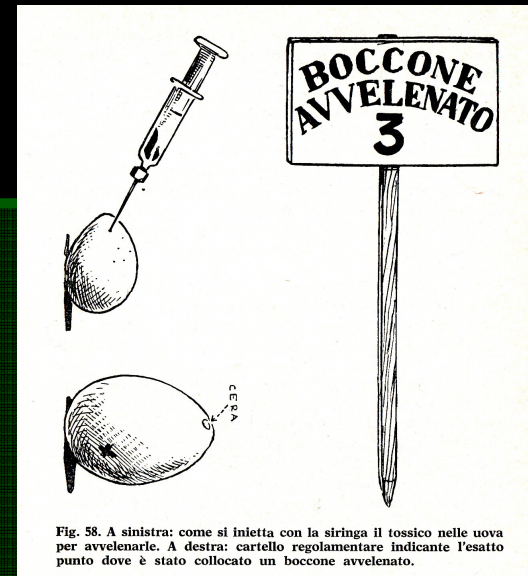 BOCCONE
AVVELENATO
3
CERA
Fig. 58. A sinistra: come si inietta con la siringa il tossico nelle uova
per avvelenarle. A destra: cartello regolamentare indicante l'esatto
punto dove è stato collocato un boccone avvelenato.